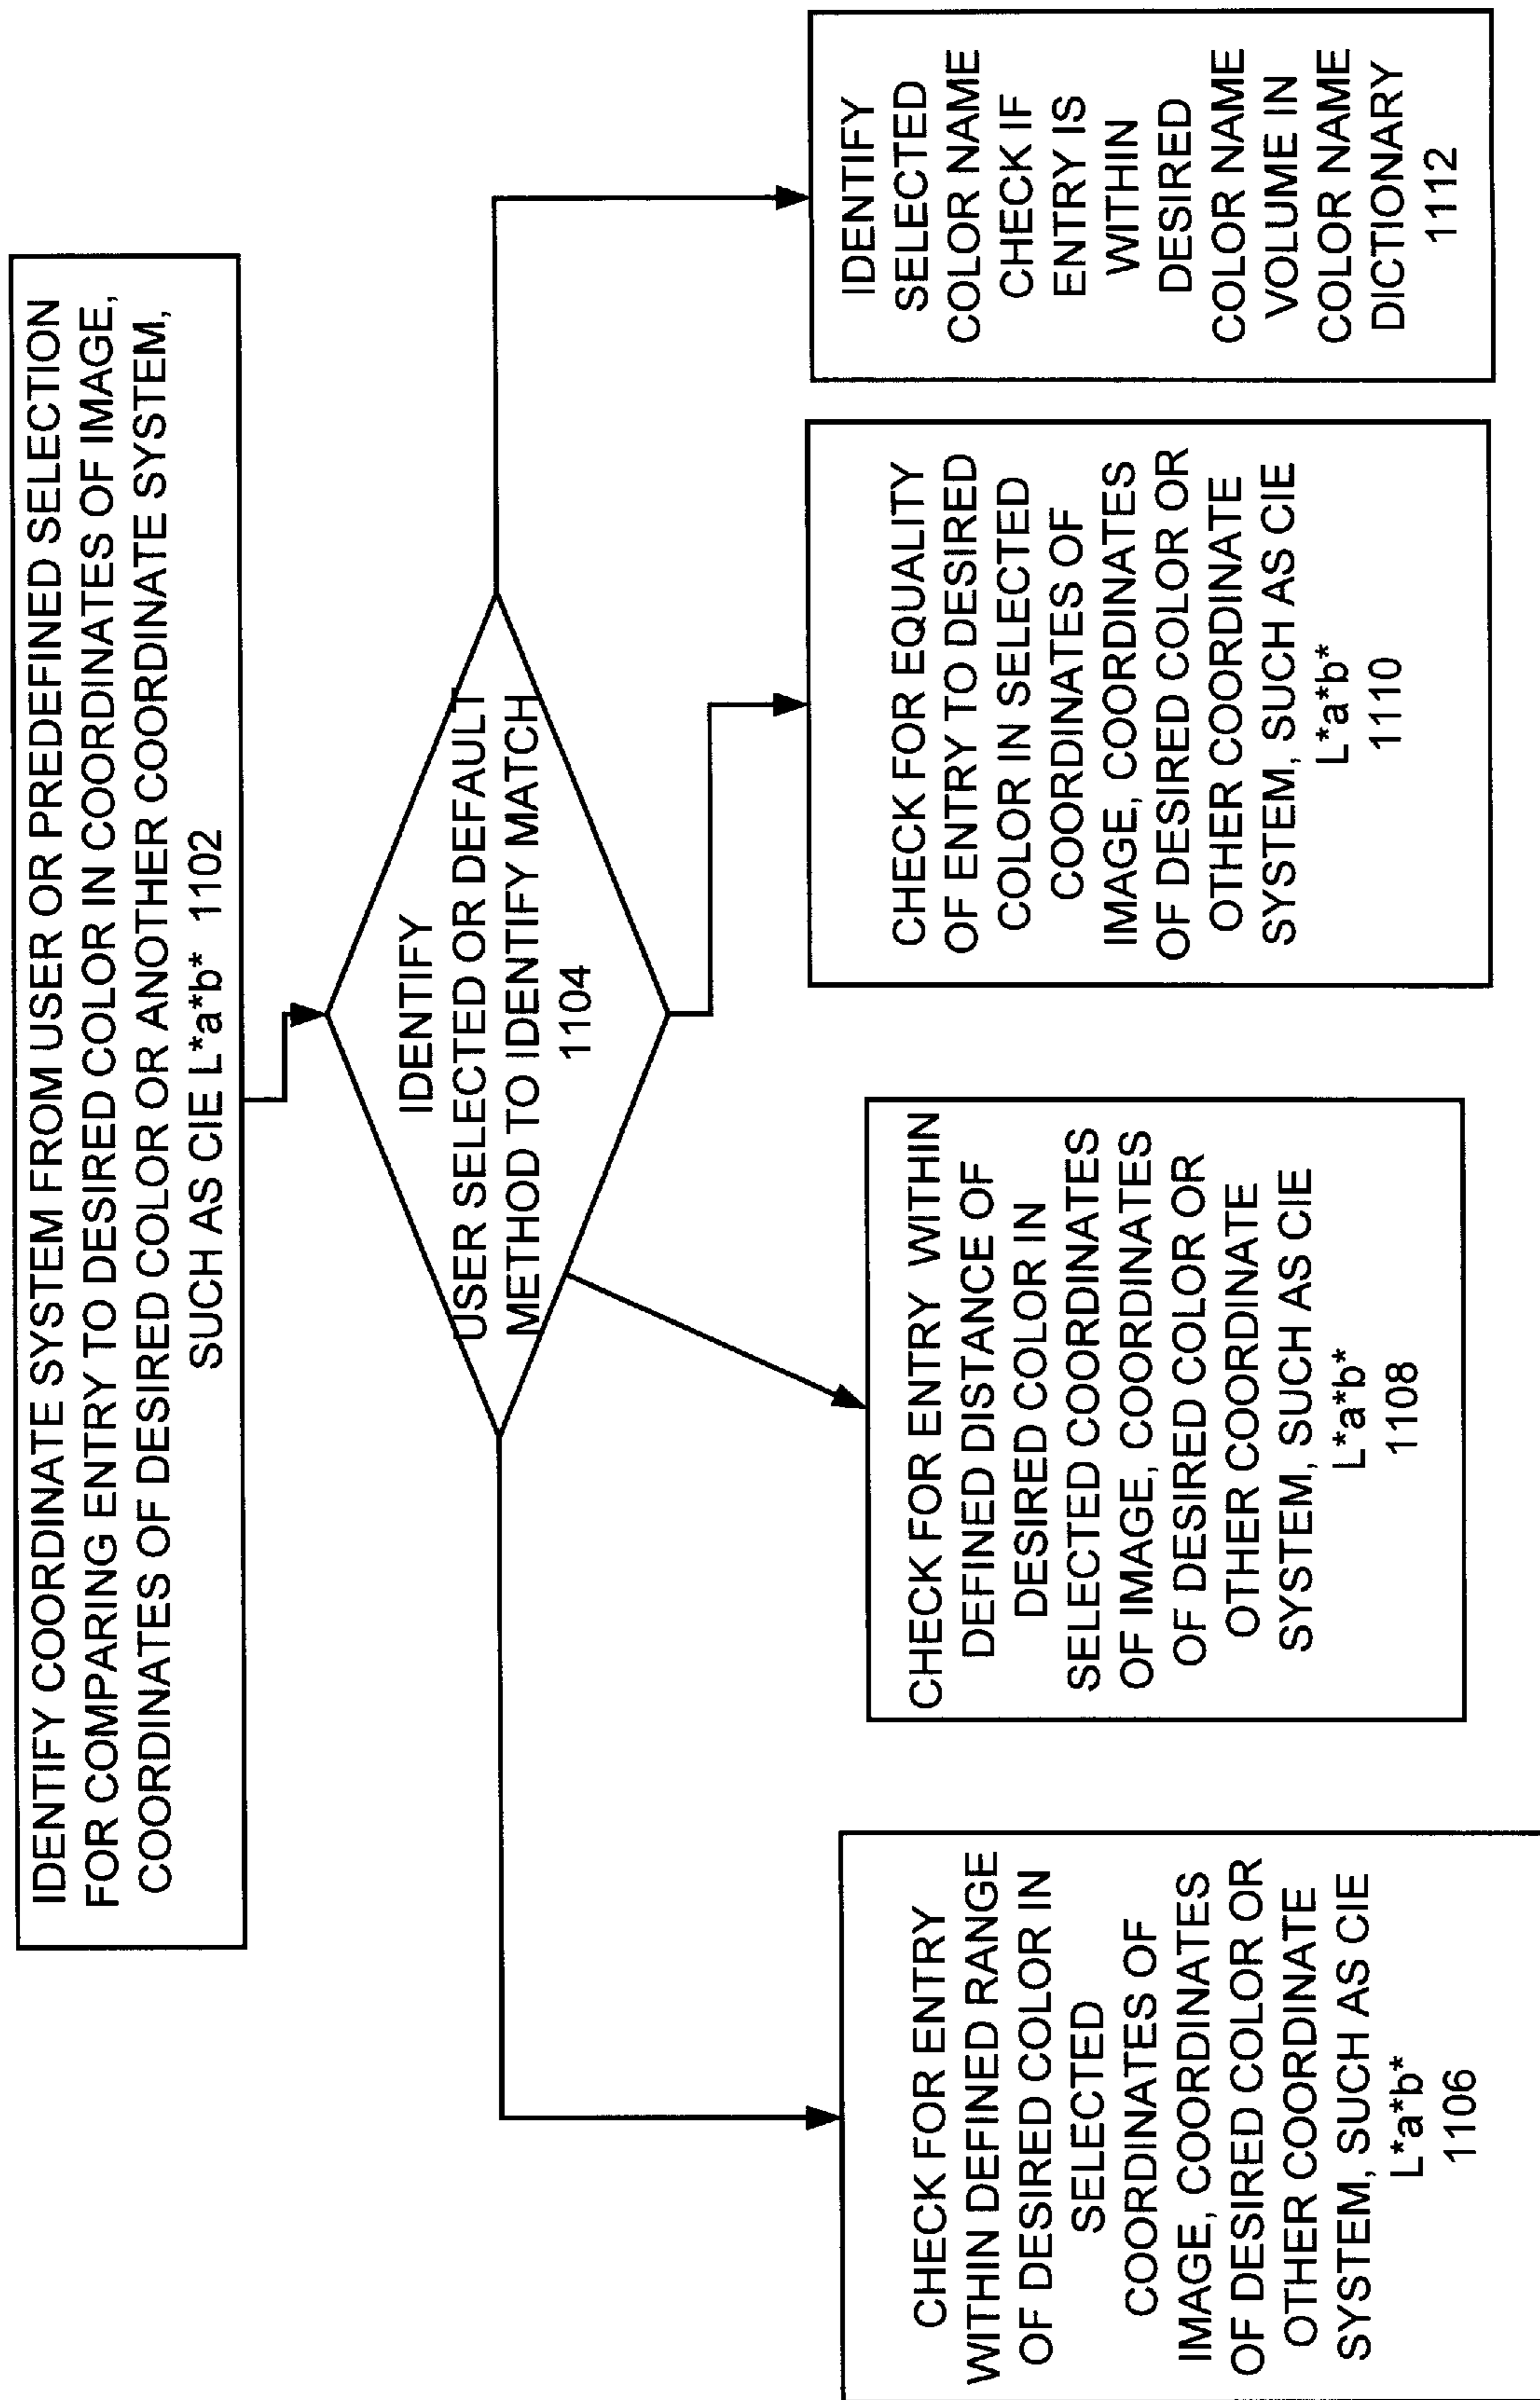 IDENTIFY COORDINATE SYSTEM FROM USER OR PREDEFINED SELECTION
FOR COMPARING ENTRY TO DESIRED COLOR IN COORDINATES OF IMAGE,
COORDINATES OF DESIRED COLOR OR ANOTHER COORDINATE SYSTEM,
SUCH AS CIE L*a*b* 1102
IDENTIFY
USER SELECTED OR DEFAULT
METHOD TO IDENTIFY MATCH
1104
CHECK FOR ENTRY
WITHIN DEFINED RANGE
OF DESIRED COLOR IN
SELECTED
COORDINATES OF
IMAGE, COORDINATES
OF DESIRED COLOR OR
OTHER COORDINATE
SYSTEM, SUCH AS CIE
L*a*b*
1106
CHECK FOR ENTRY WITHIN
DEFINED DISTANCE OF
DESIRED COLOR IN
SELECTED COORDINATES
OF IMAGE, COORDINATES
OF DESIRED COLOR OR
OTHER COORDINATE
SYSTEM, SUCH AS CIE
L*a*b*
1108
CHECK FOR EQUALITY
OF ENTRY TO DESIRED
COLOR IN SELECTED
COORDINATES OF
IMAGE, COORDINATES
OF DESIRED COLOR OR
OTHER COORDINATE
SYSTEM, SUCH AS CIE
L*a*b*
1110
IDENTIFY
SELECTED
COLOR NAME
CHECK IF
ENTRY IS
WITHIN
DESIRED
COLOR NAME
VOLUME IN
COLOR NAME
DICTIONARY
1112